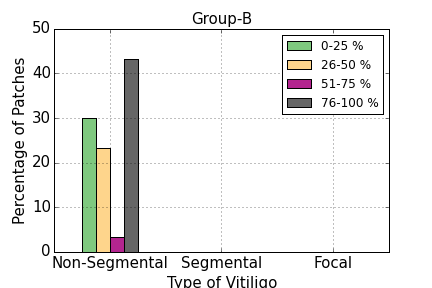 Group-B
50
40
30
20
10
0
Percentage of Patches
0-25 %
26-50 %
51-75 %
76-100 %
Non-Segmental Segmental Focal
Type of Vitiligo